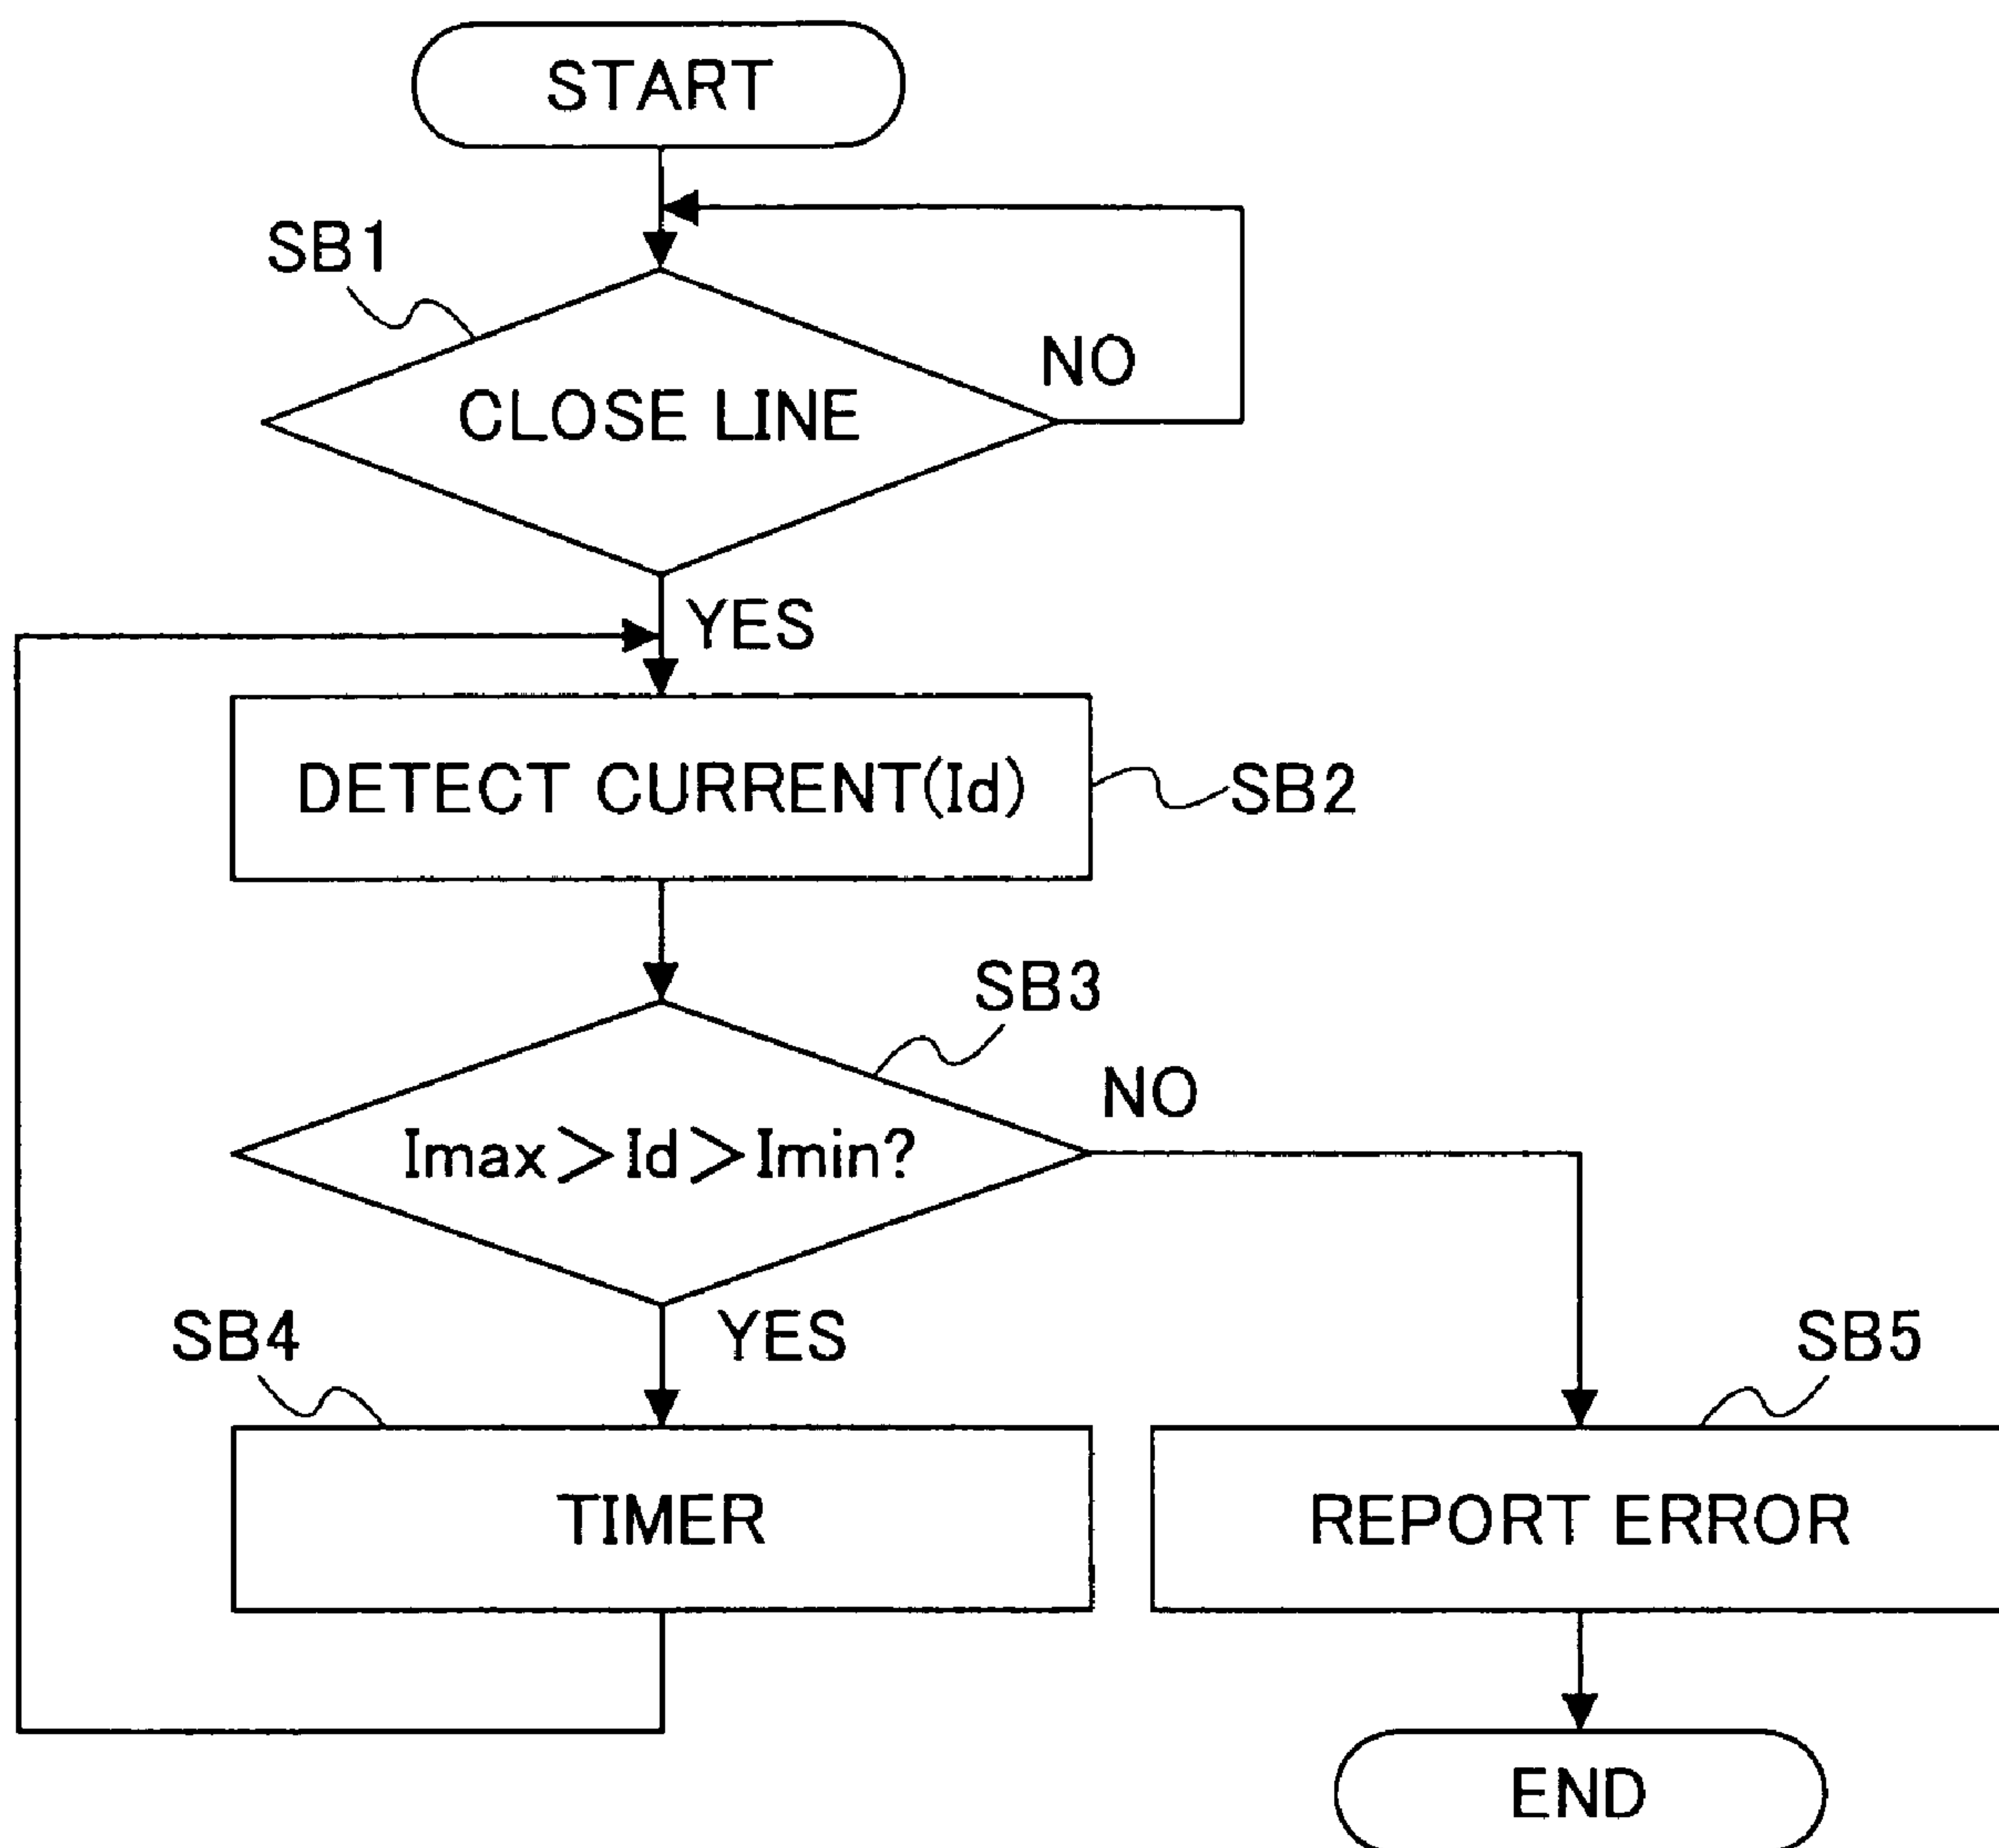 START
SB1
NO
CLOSE LINE
YES
DETECT CURRENT(Id)
SB2
SB3
NO
Imax＞Id＞Imin?
SB4
YES
SB5
TIMER
REPORT ERROR
END